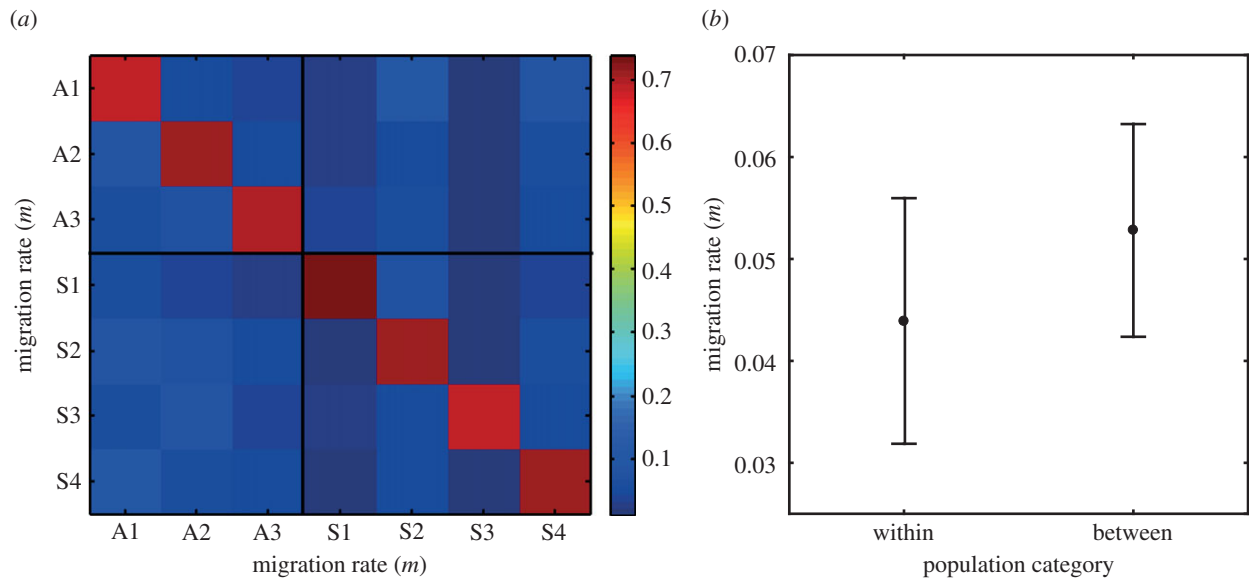 (a)
(b)
A1
A2
A3
S1
S2
S3
S4
migration rate (m)
A1 A2 A3 S1 S2 S3 S4
migration rate (m)
0.7
0.6
0.5
0.4
0.3
0.2
0.1
0.07
0.06
0.05
0.04
0.03
migration rate (m)
within between
population category